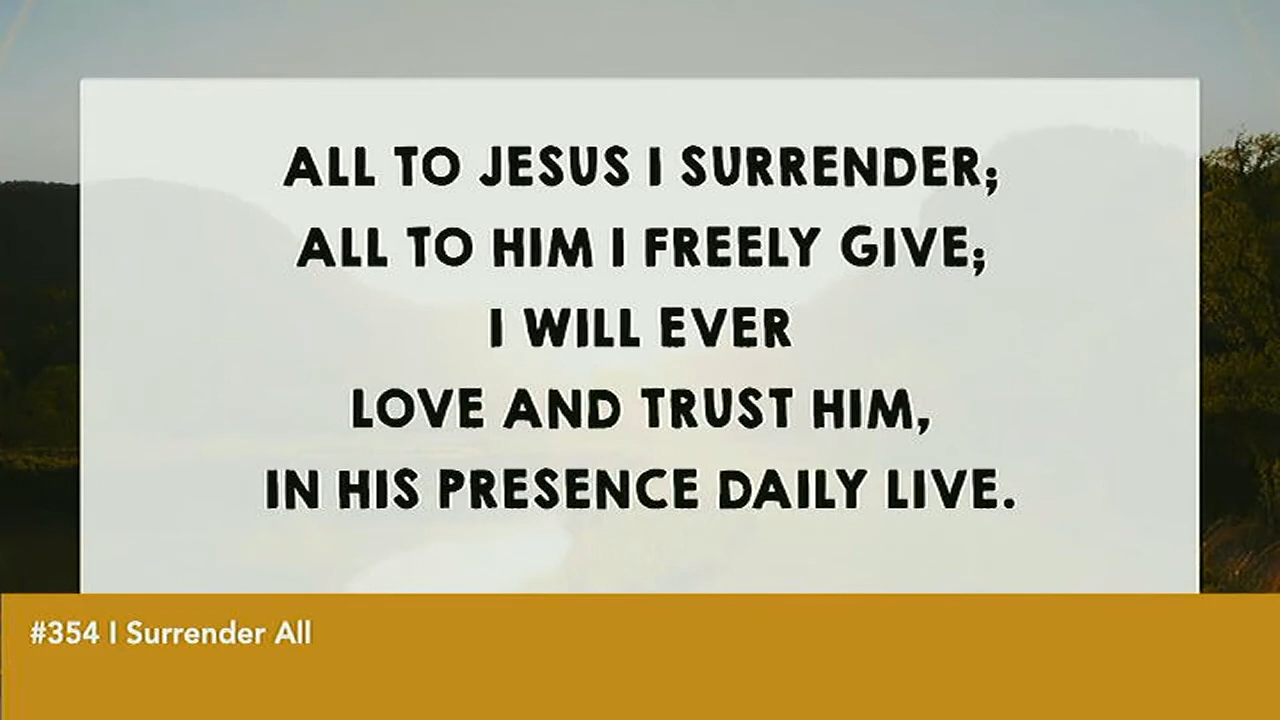 ALL TO JESUS I SURRENDER;
ALL TO HIM I FREELY GIVE;
I WILL EVER
LOVE AND TRUST HIM,
IN HIS PRESENCE DAILY LIVE.
#354 I Surrender All